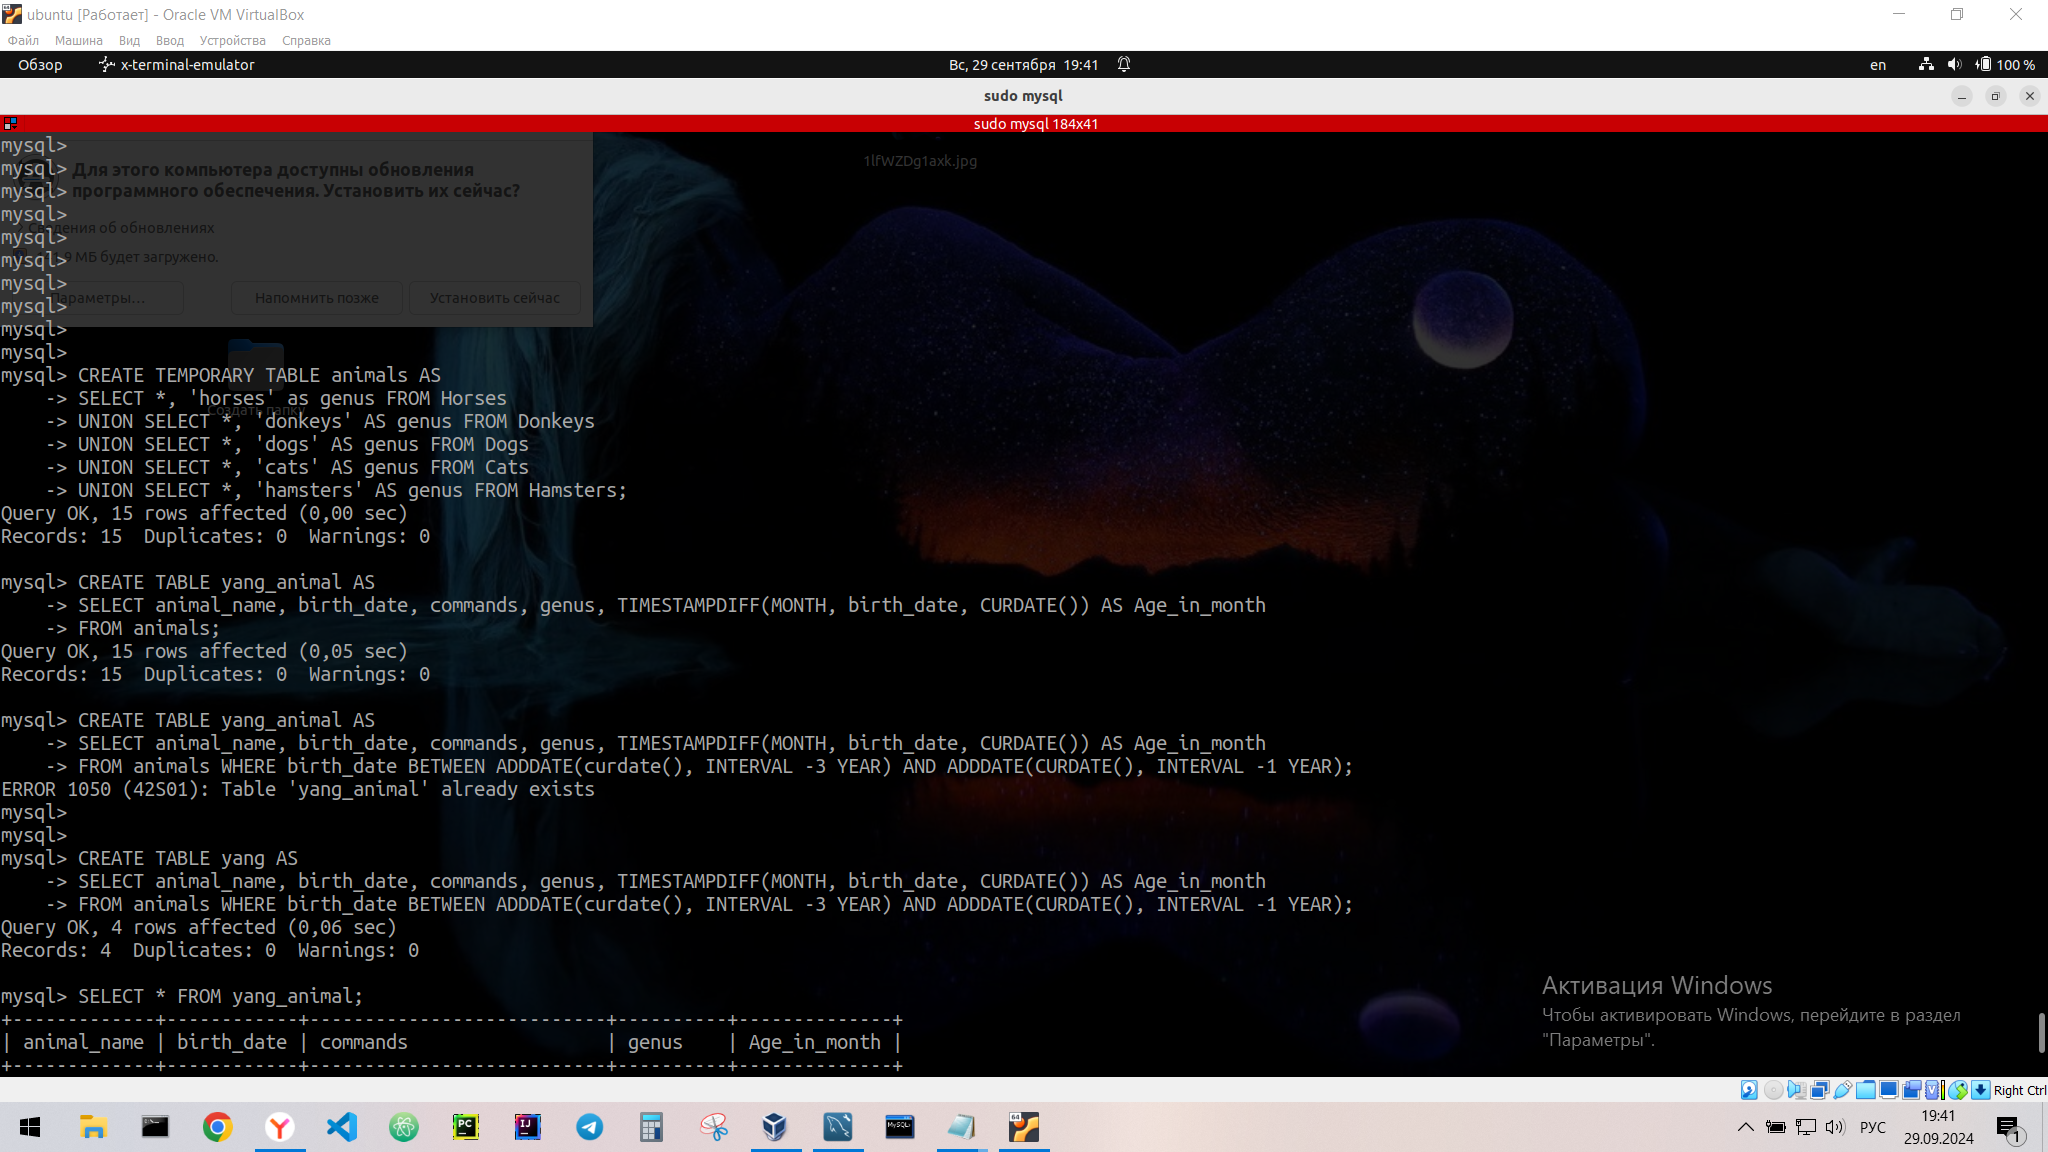 ubuntu [Работает] - Oracle VM VirtualBox
Файл Машина Вид Ввод Устройства Справка
Обзор x-terminal-emulator Вс, 29 сентября 19:41 en 100 %
sudo mysql
sudo mysql 184x41
mysql>
1lfWZDg1axk.jpg
mysql> Для этого компьютера доступны обновления
mysql> программного обеспечения. Установить их сейчас?
mysql>
Сведения об обновлениях
mysql>
mysql> 9 МБ будет загружено.
mysql>
mysql> Параметры... Напомнить позже Установить сейчас
mysql>
mysql>
mysql> CREATE TEMPORARY TABLE animals AS
-> SELECT *, 'horses' as genus FROM Horses
Создать папку
-> UNION SELECT *, 'donkeys' AS genus FROM Donkeys
-> UNION SELECT *, 'dogs' AS genus FROM Dogs
-> UNION SELECT *, 'cats' AS genus FROM Cats
-> UNION SELECT *, 'hamsters' AS genus FROM Hamsters;
Query OK, 15 rows affected (0,00 sec)
Records: 15 Duplicates: 0 Warnings: 0
mysql> CREATE TABLE yang_animal AS
-> SELECT animal_name, birth_date, commands, genus, TIMESTAMPDIFF(MONTH, birth_date, CURDATE()) AS Age_in_month
-> FROM animals;
Query OK, 15 rows affected (0,05 sec)
Records: 15 Duplicates: 0 Warnings: 0
mysql> CREATE TABLE yang_animal AS
-> SELECT animal_name, birth_date, commands, genus, TIMESTAMPDIFF(MONTH, birth_date, CURDATE()) AS Age_in_month
-> FROM animals WHERE birth_date BETWEEN ADDDATE(curdate(), INTERVAL -3 YEAR) AND ADDDATE(CURDATE(), INTERVAL -1 YEAR);
ERROR 1050 (42S01): Table 'yang_animal' already exists
mysql>
mysql>
mysql> CREATE TABLE yang AS
-> SELECT animal_name, birth_date, commands, genus, TIMESTAMPDIFF(MONTH, birth_date, CURDATE()) AS Age_in_month
-> FROM animals WHERE birth_date BETWEEN ADDDATE(curdate(), INTERVAL -3 YEAR) AND ADDDATE(CURDATE(), INTERVAL -1 YEAR);
Query OK, 4 rows affected (0,06 sec)
Records: 4 Duplicates: 0 Warnings: 0
mysql> SELECT * FROM yang_animal;
+-------------+------------+---------------------------+----------+--------------+
| animal_name | birth_date | commands | genus | Age_in_month |
+-------------+------------+---------------------------+----------+--------------+
Активация Windows
Чтобы активировать Windows, перейдите в раздел
"Параметры".
Right Ctrl
РУС 19:41
29.09.2024
1